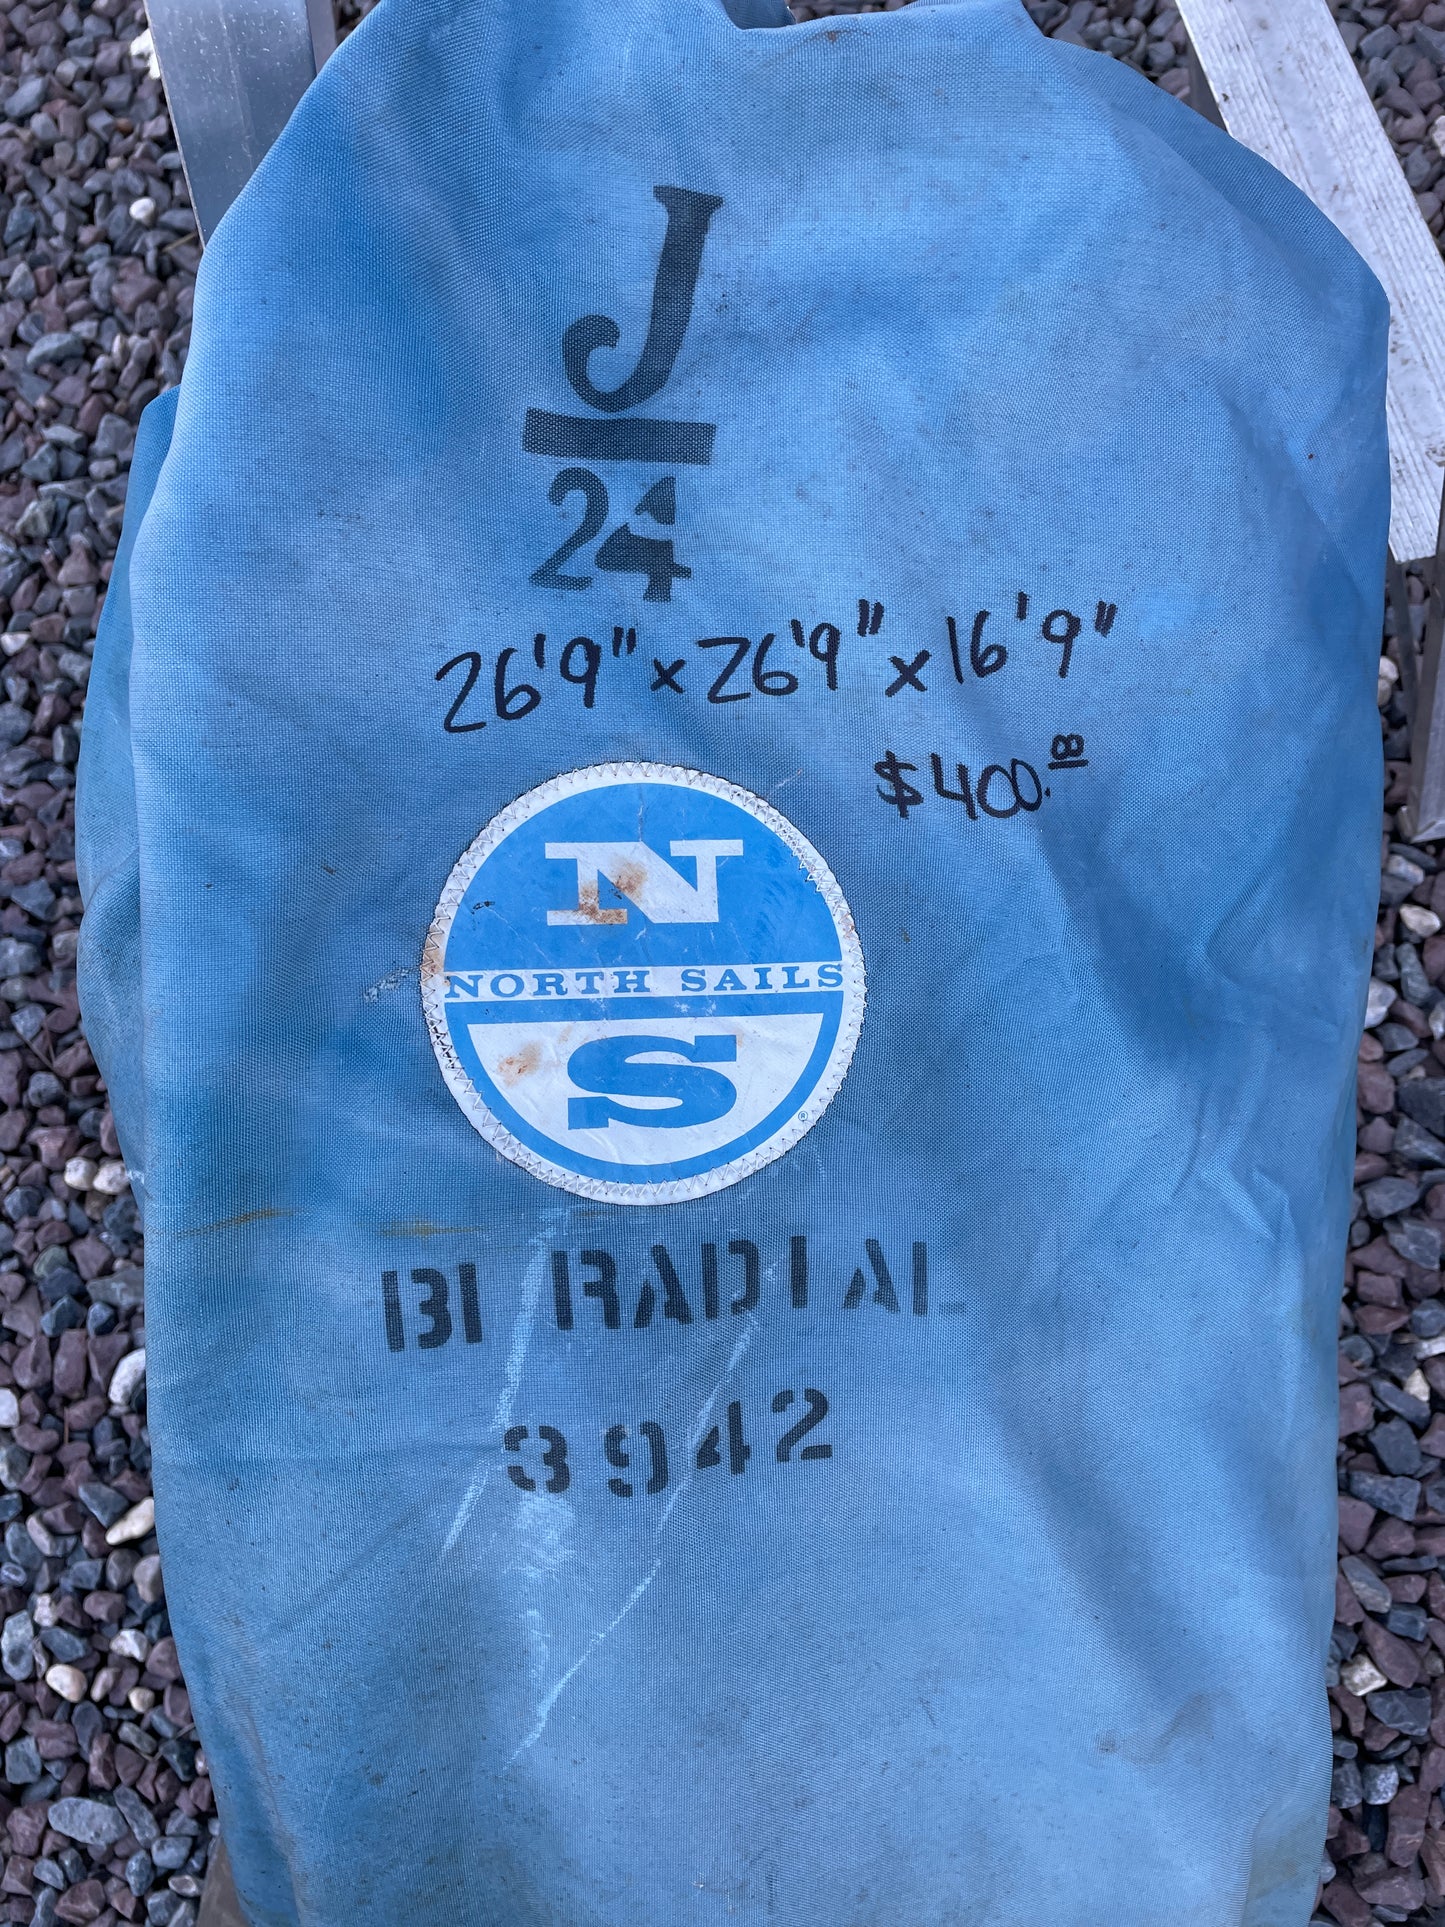 J
24
26'9" x 26'9" x 16'9"
$400.00
N
NORTH SAILS
S
®
BI RADIAL
3942